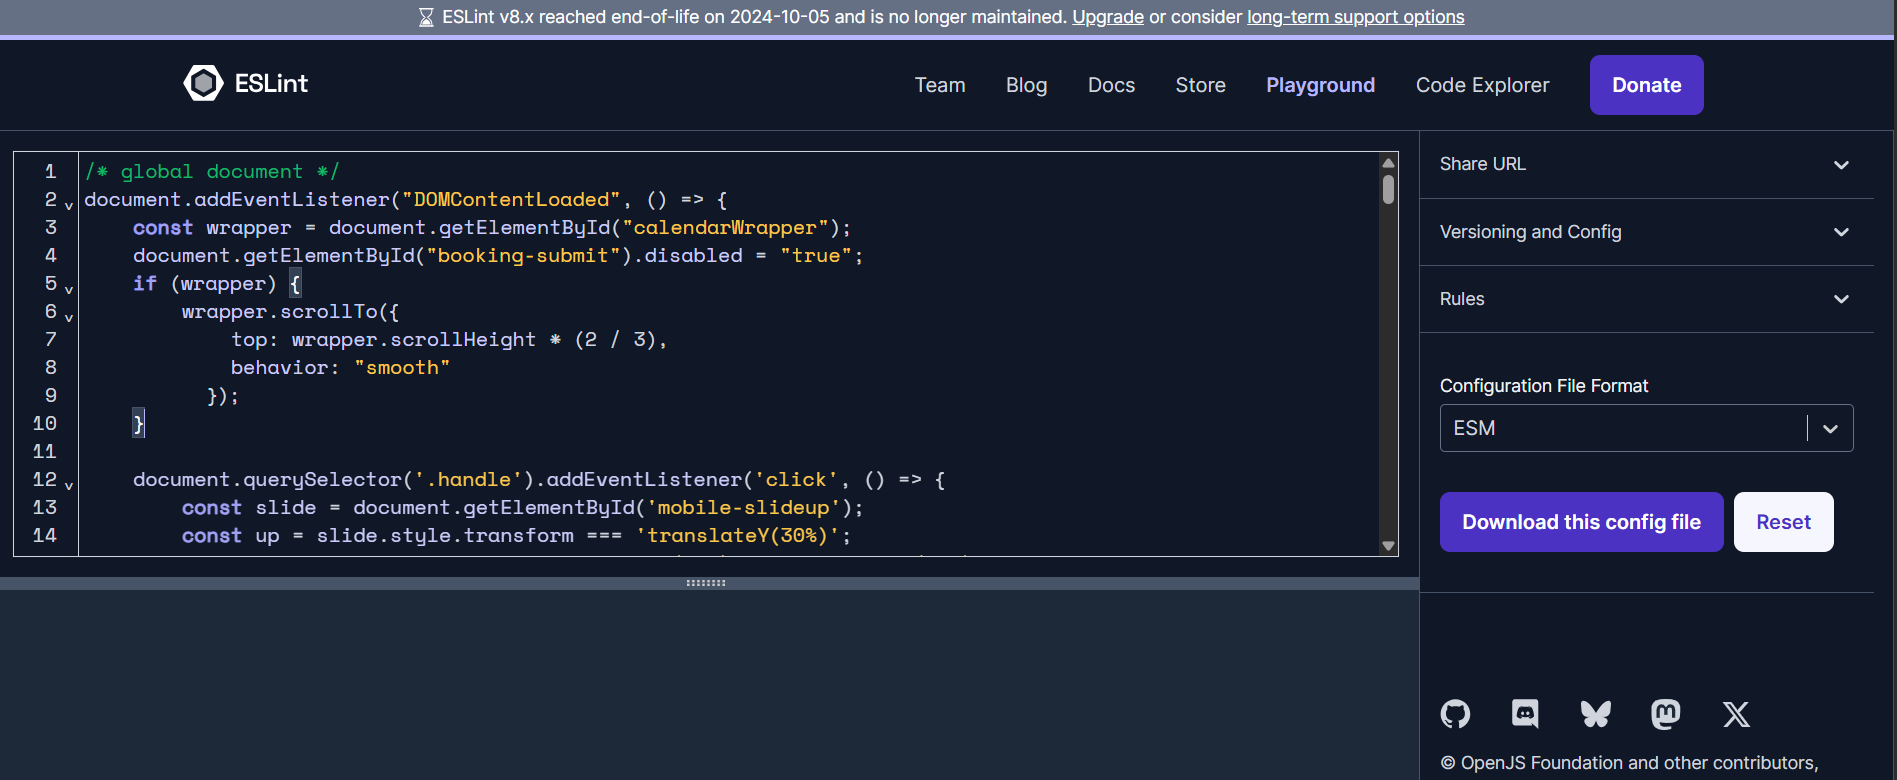 ESLint v8.x reached end-of-life on 2024-10-05 and is no longer maintained. Upgrade or consider long-term support options
ESLint
Team Blog Docs Store Playground Code Explorer Donate
1 /* global document */
2 document.addEventListener("DOMContentLoaded", () => {
3 const wrapper = document.getElementById("calendarWrapper");
4 document.getElementById("booking-submit").disabled = "true";
5 if (wrapper) {
6 wrapper.scrollTo({
7 top: wrapper.scrollHeight * (2 / 3),
8 behavior: "smooth"
9 });
10 }
11
12 document.querySelector('.handle').addEventListener('click', () => {
13 const slide = document.getElementById('mobile-slideup');
14 const up = slide.style.transform === 'translateY(30%)';
Share URL
Versioning and Config
Rules
Configuration File Format
ESM
Download this config file Reset
© OpenJS Foundation and other contributors,